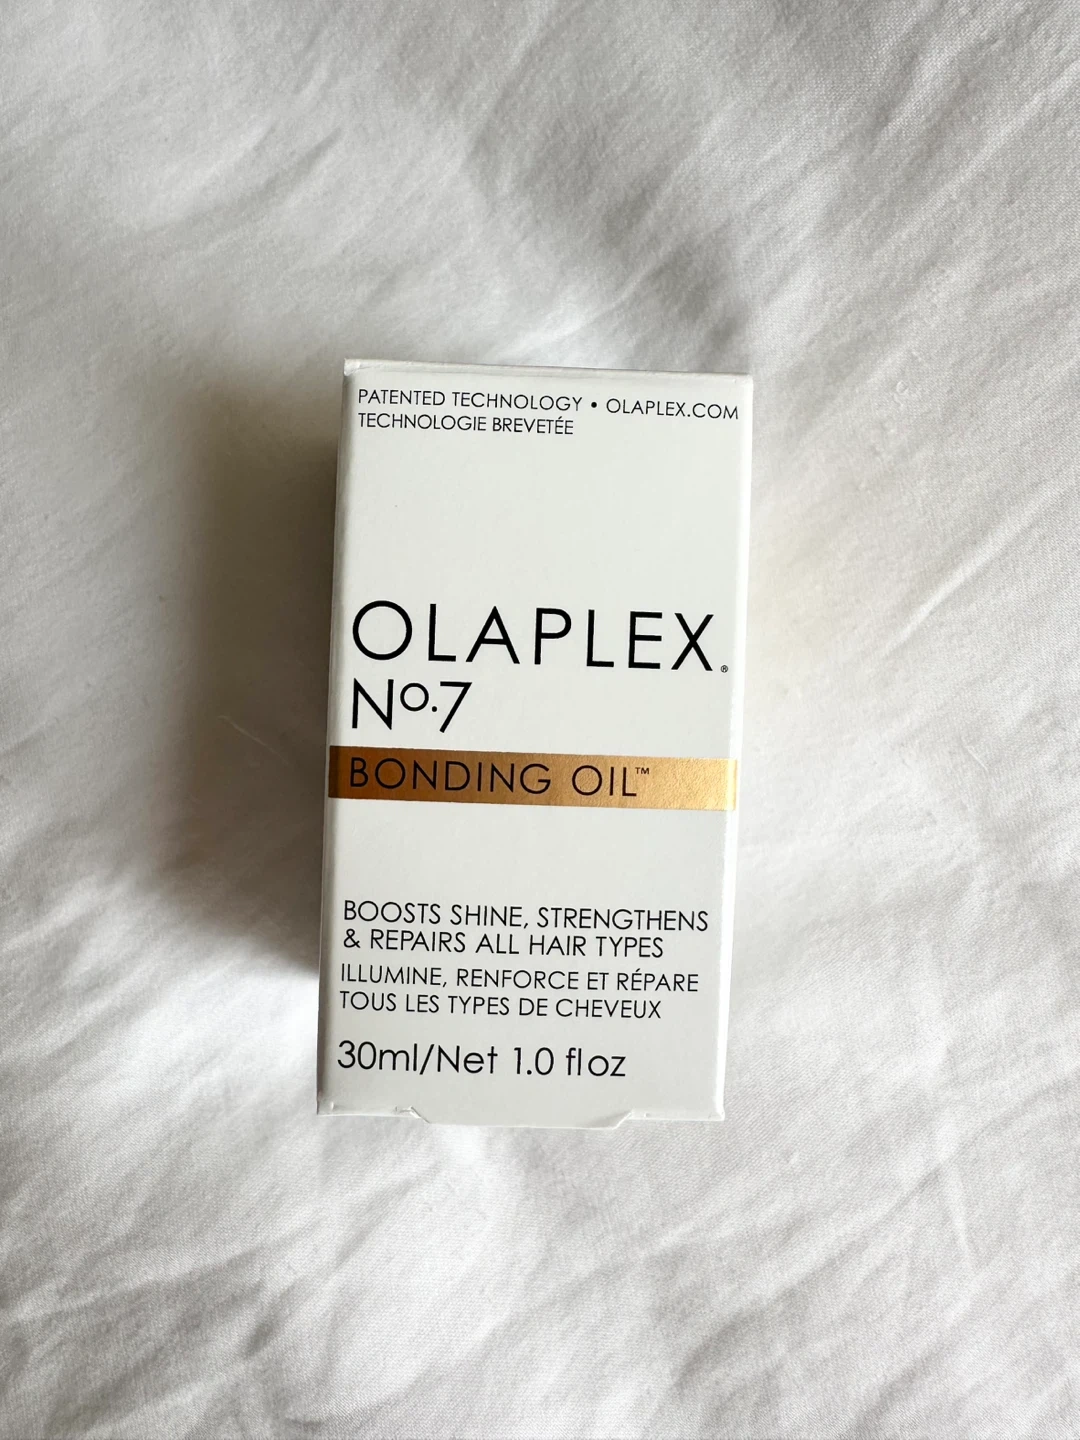 PATENTED TECHNOLOGY • OLAPLEX.COM
TECHNOLOGIE BREVETÉE
OLAPLEX®
Nº.7
BONDING OIL™
BOOSTS SHINE, STRENGTHENS
& REPAIRS ALL HAIR TYPES
ILLUMINE, RENFORCE ET RÉPARE
TOUS LES TYPES DE CHEVEUX
30ml/Net 1.0 fl oz